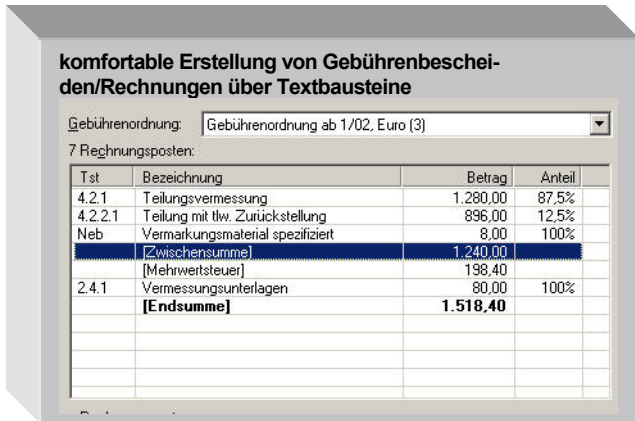 komfortable Erstellung von Gebührenbeschei-
den/Rechnungen über Textbausteine
Gebührenordnung: Gebührenordnung ab 1/02, Euro (3)
7 Rechnungsposten:
Tst Bezeichnung Betrag Anteil
4.2.1 Teilungsvermessung 1.280,00 87,5%
4.2.2.1 Teilung mit tlw. Zurückstellung 896,00 12,5%
Neb Vermarkungsmaterial spezifiziert 8,00 100%
[Zwischensumme] 1.240,00
[Mehrwertsteuer] 198,40
2.4.1 Vermessungsunterlagen 80,00 100%
[Endsumme] 1.518,40